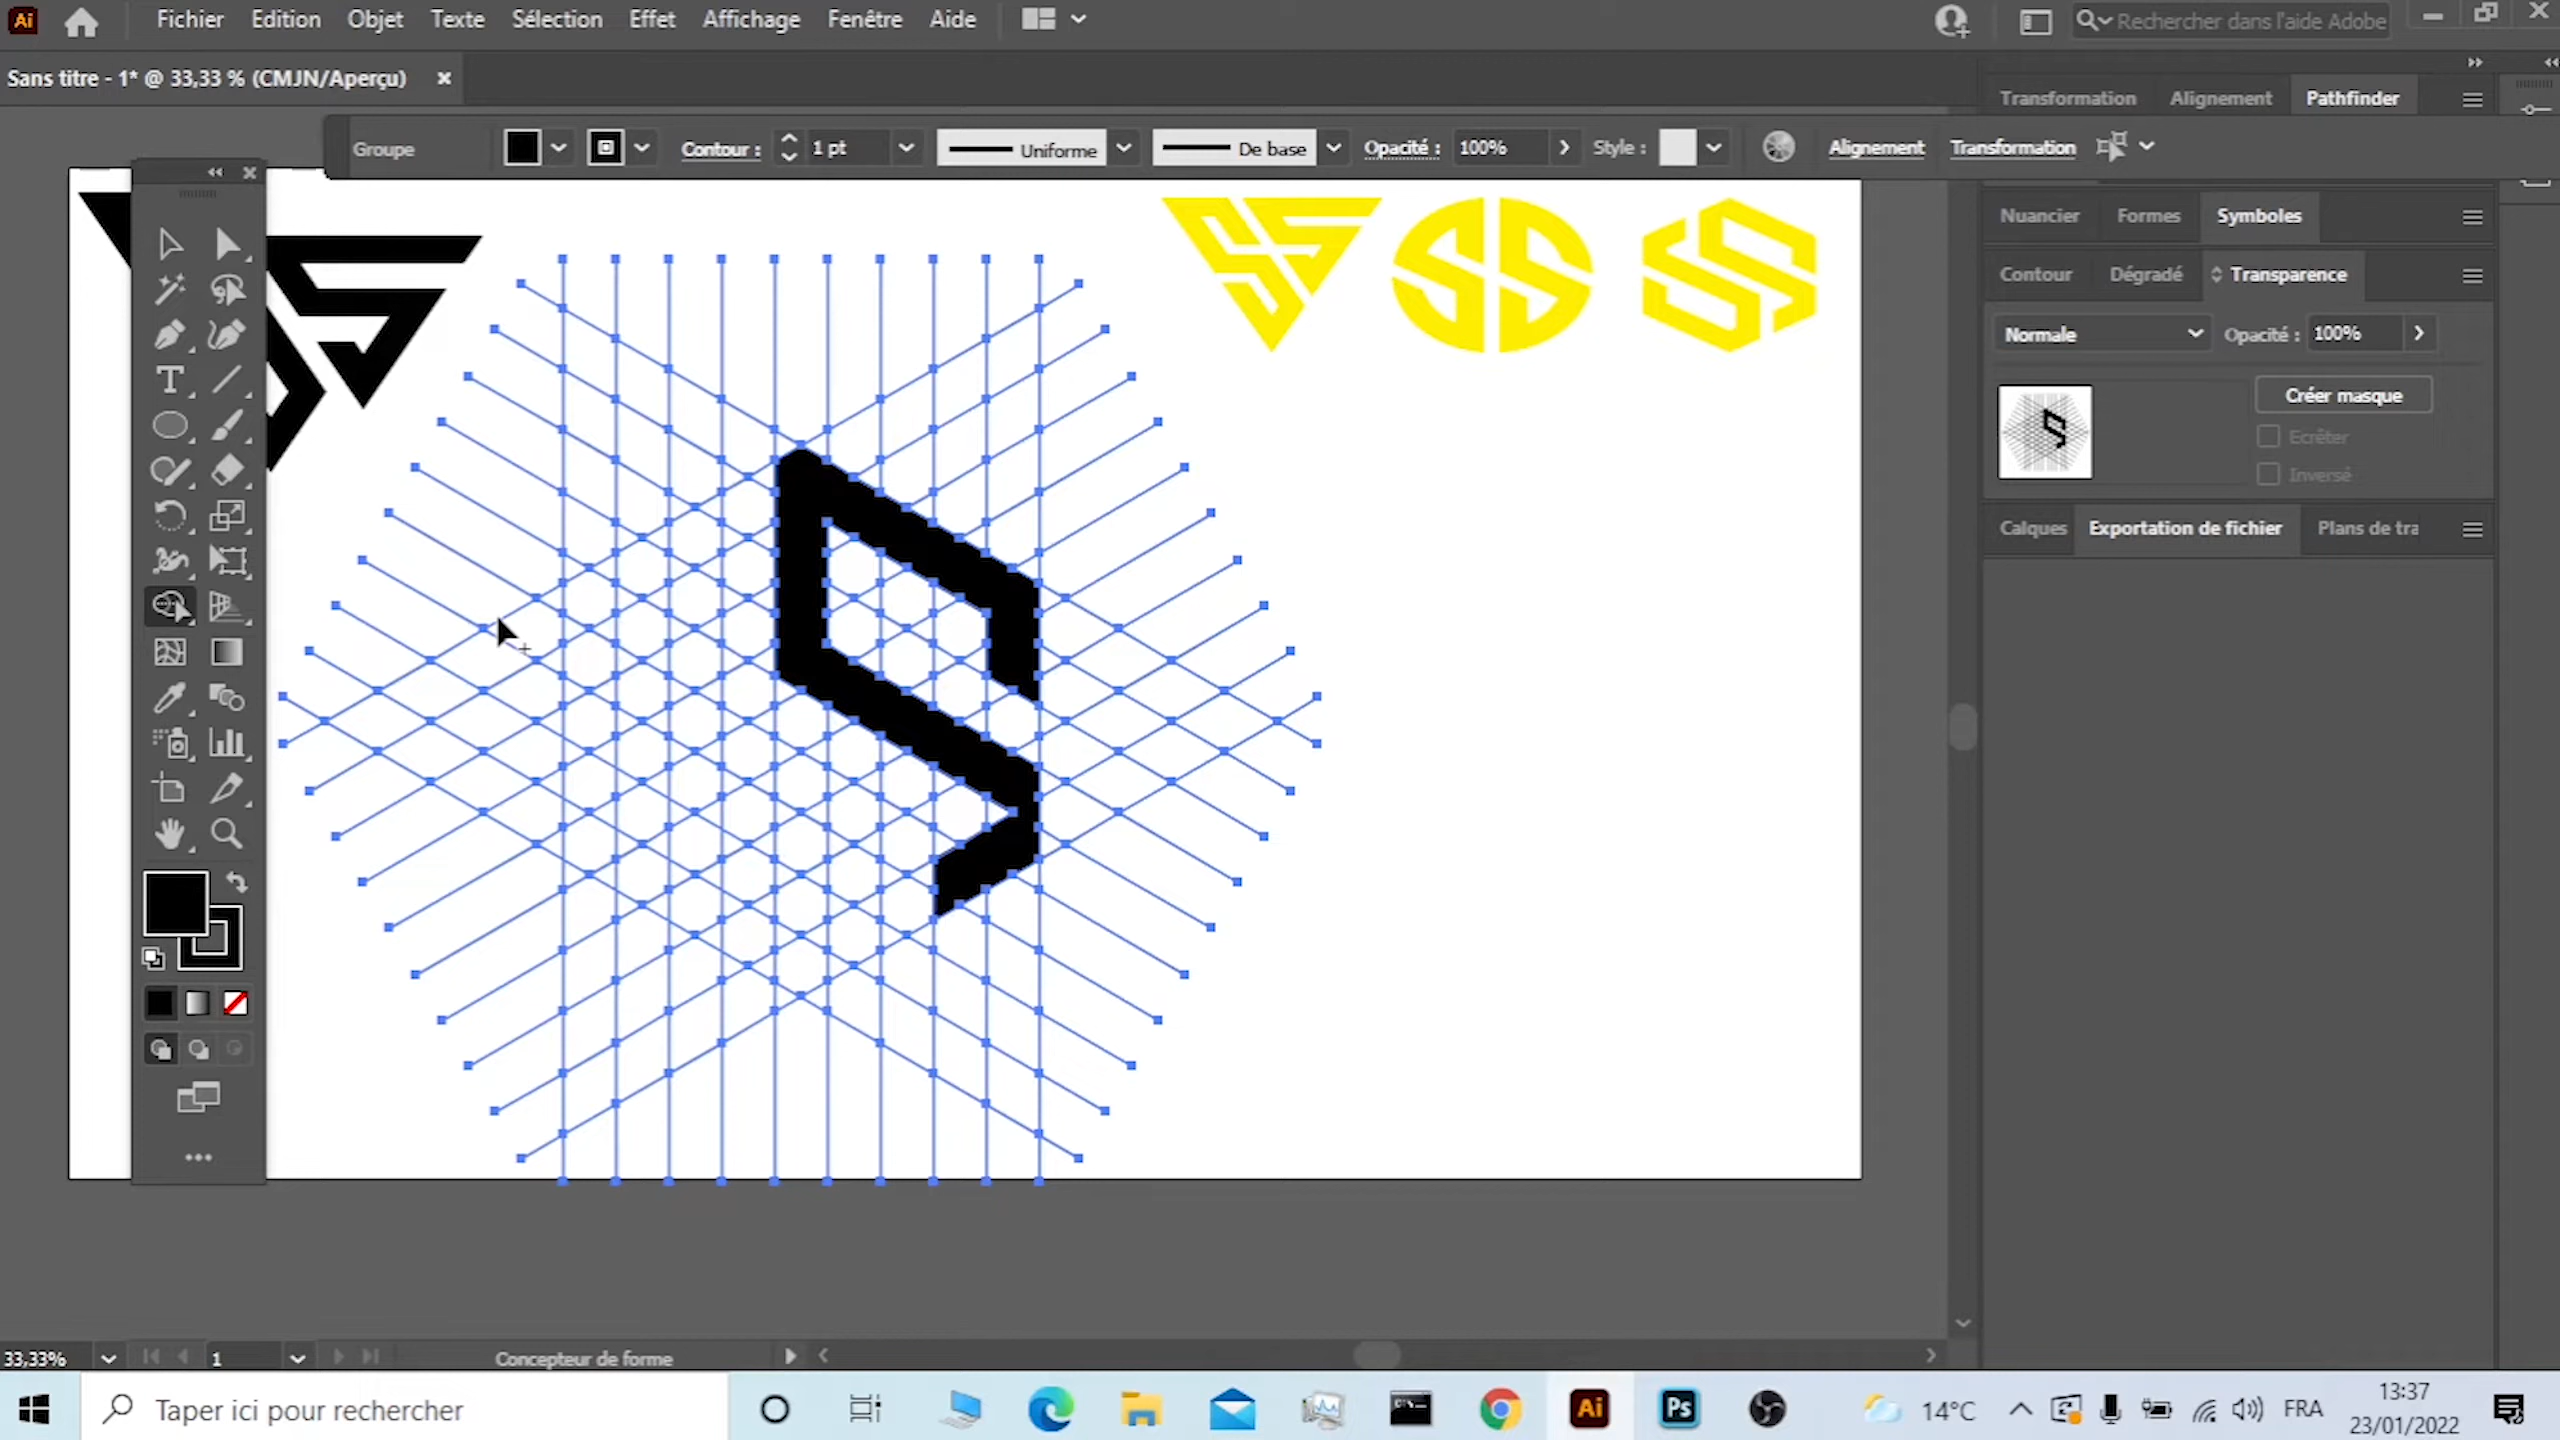 Ai
Fichier Edition Objet Texte Sélection Effet Affichage Fenêtre Aide
Rechercher dans l'aide Adobe
Sans titre - 1* @ 33,33 % (CMJN/Aperçu)
Transformation Alignement Pathfinder
Groupe Contour : 1 pt Uniforme De base Opacité : 100% Style : Alignement Transformation
Nuancier Formes Symboles
Contour Dégradé Transparence
Normale Opacité : 100%
Créer masque
Ecrêter
Inversé
Calques Exportation de fichier Plans de tra
33,33% 1 Concepteur de forme
Taper ici pour rechercher
Ai
Ps
14°C
FRA
13:37
23/01/2022